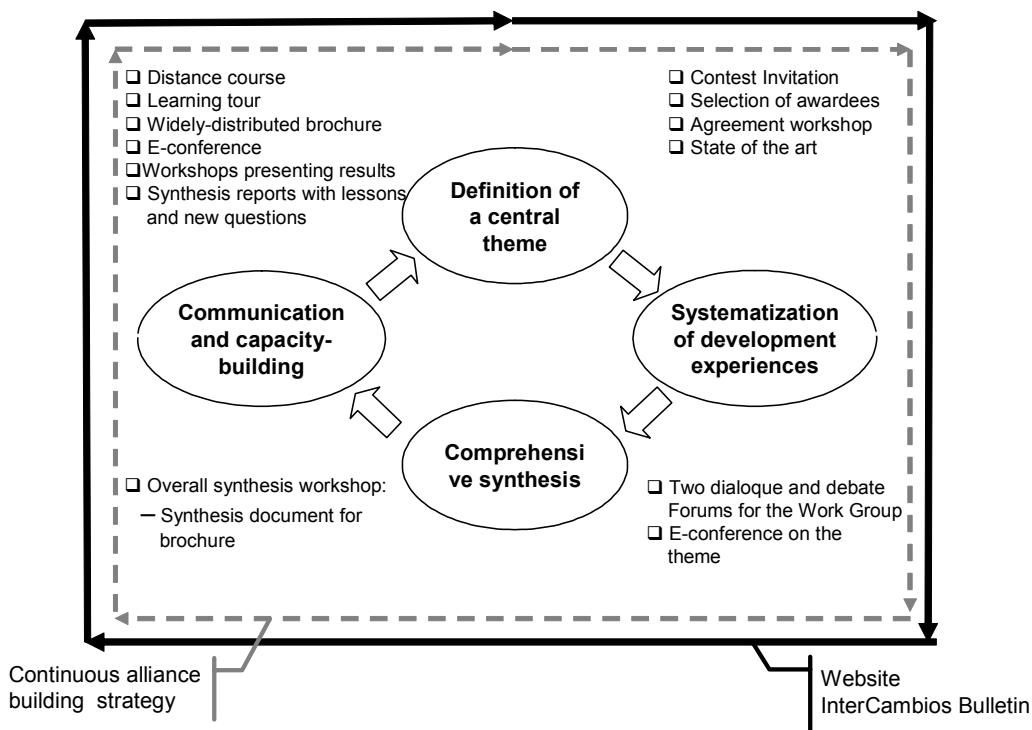 ❑ Distance course
❑ Learning tour
❑ Widely-distributed brochure
❑ E-conference
❑Workshops presenting results
❑ Synthesis reports with lessons
and new questions
❑ Contest Invitation
❑ Selection of awardees
❑ Agreement workshop
❑ State of the art
Definition of
a central
theme
Communication
and capacity-
building
Systematization
of development
experiences
Comprehensi
ve synthesis
❑ Overall synthesis workshop:
– Synthesis document for
brochure
❑ Two dialoque and debate
Forums for the Work Group
❑ E-conference on the
theme
Continuous alliance
building strategy
Website
InterCambios Bulletin